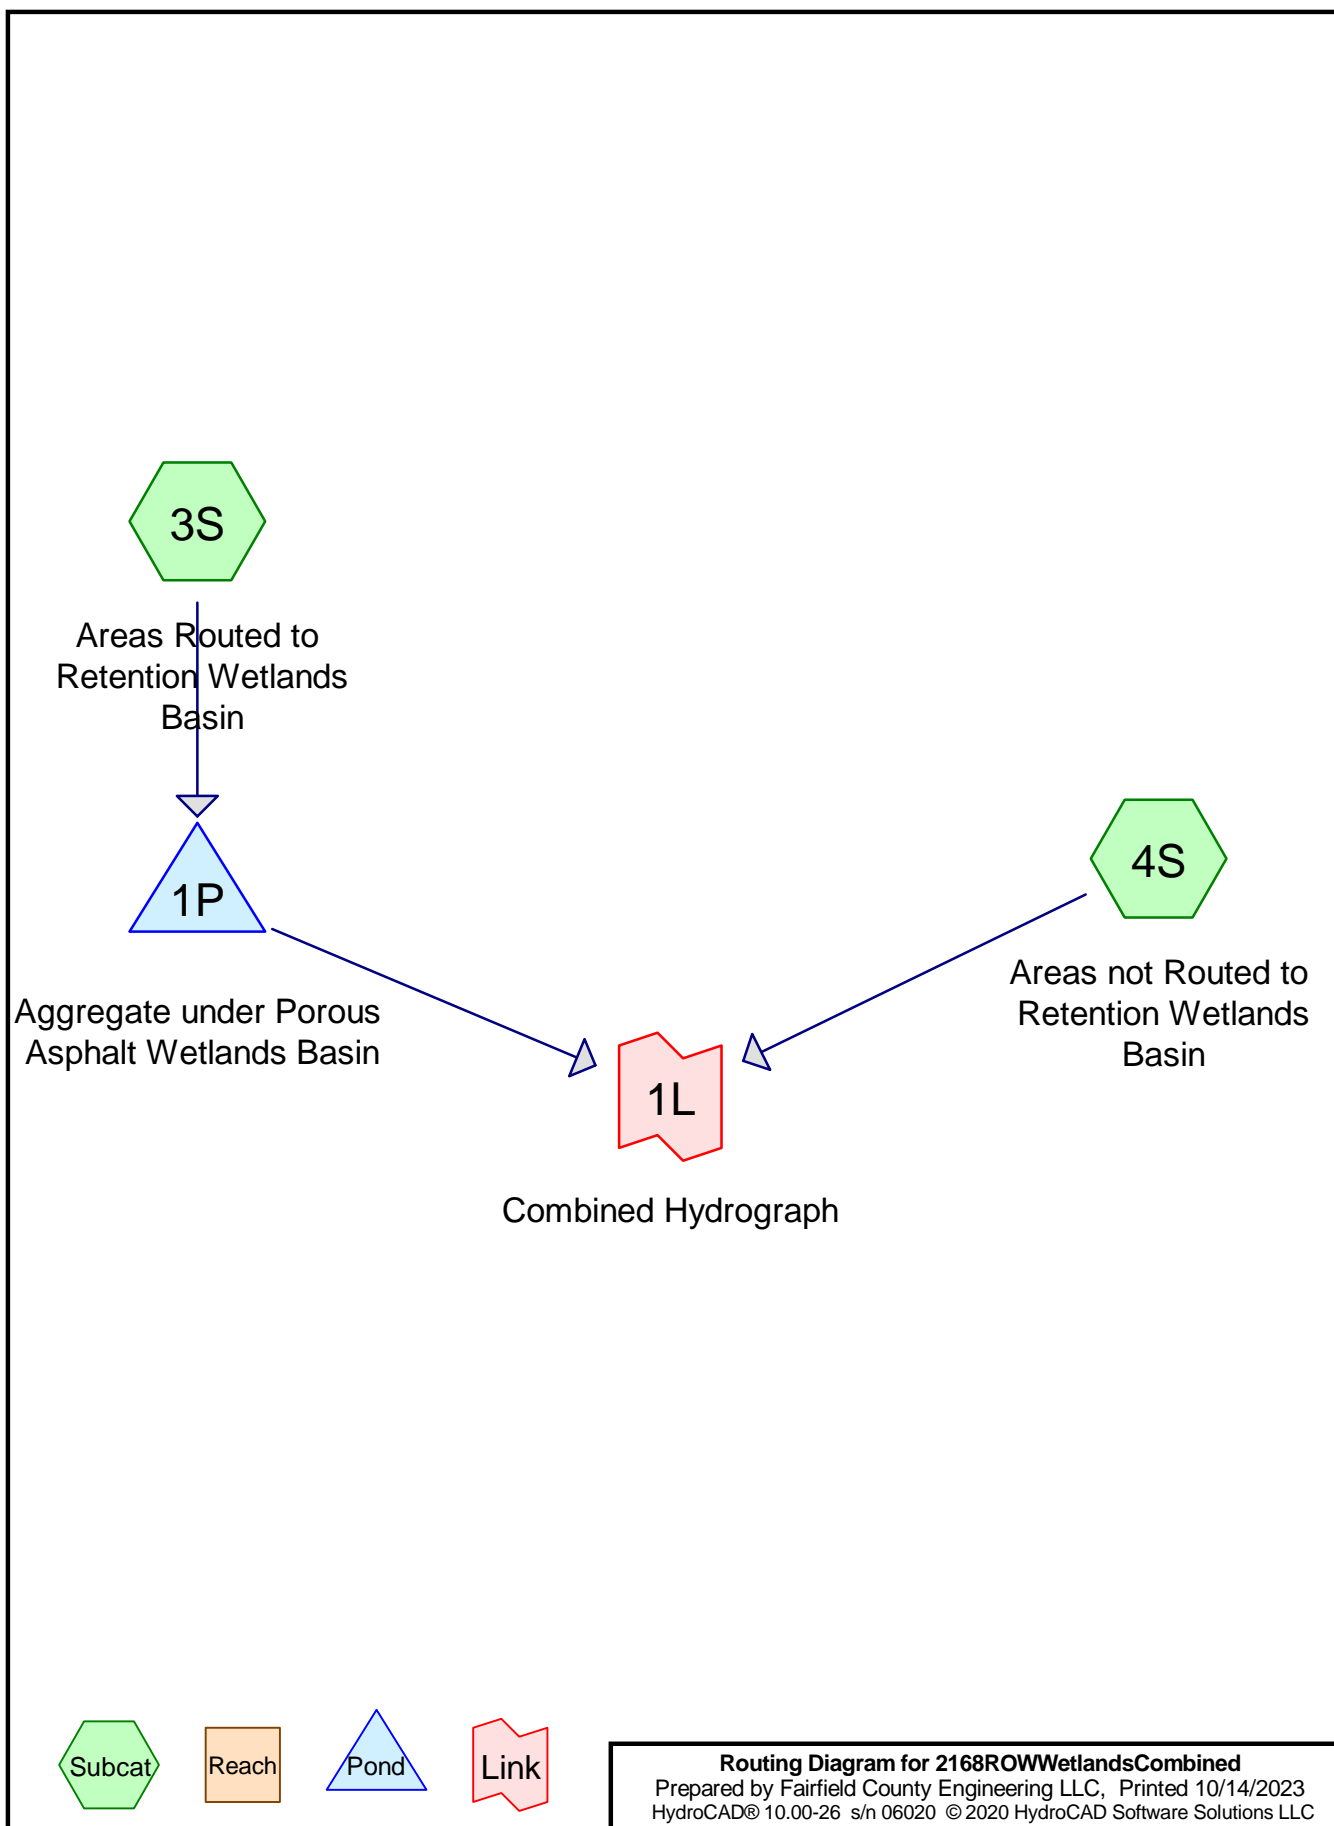 3S
Areas Routed to
Retention Wetlands
Basin
1P
Aggregate under Porous
Asphalt Wetlands Basin
4S
Areas not Routed to
Retention Wetlands
Basin
1L
Combined Hydrograph
Subcat
Reach
Pond
Link
Routing Diagram for 2168ROWWetlandsCombined
Prepared by Fairfield County Engineering LLC, Printed 10/14/2023
HydroCAD® 10.00-26 s/n 06020 © 2020 HydroCAD Software Solutions LLC